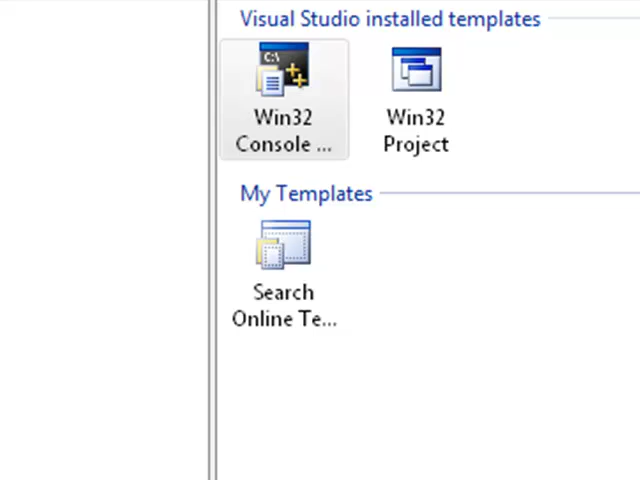 Visual Studio installed templates
C:\
Win32
Console ...
Win32
Project
My Templates
Search
Online Te...